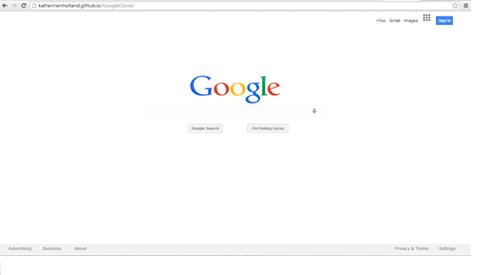 katherinenholland.github.io/GoogleClone/
+You Gmail Images Sign in
Google
Google Search I'm Feeling Lucky
Advertising Business About Privacy & Terms Settings